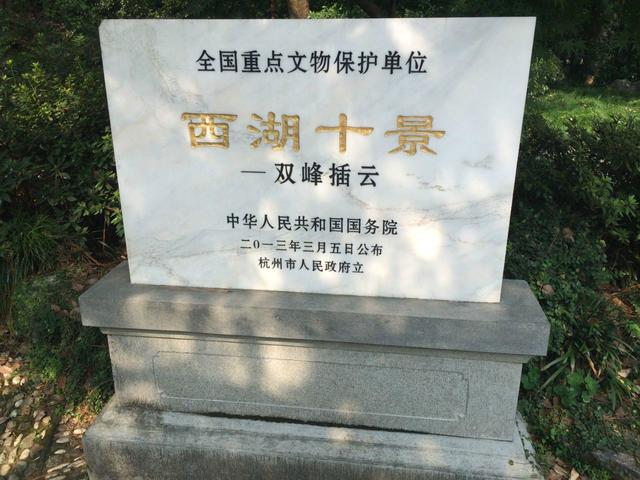 全国重点文物保护单位
西湖十景
—双峰插云
中华人民共和国国务院
二〇一三年三月五日公布
杭州市人民政府立